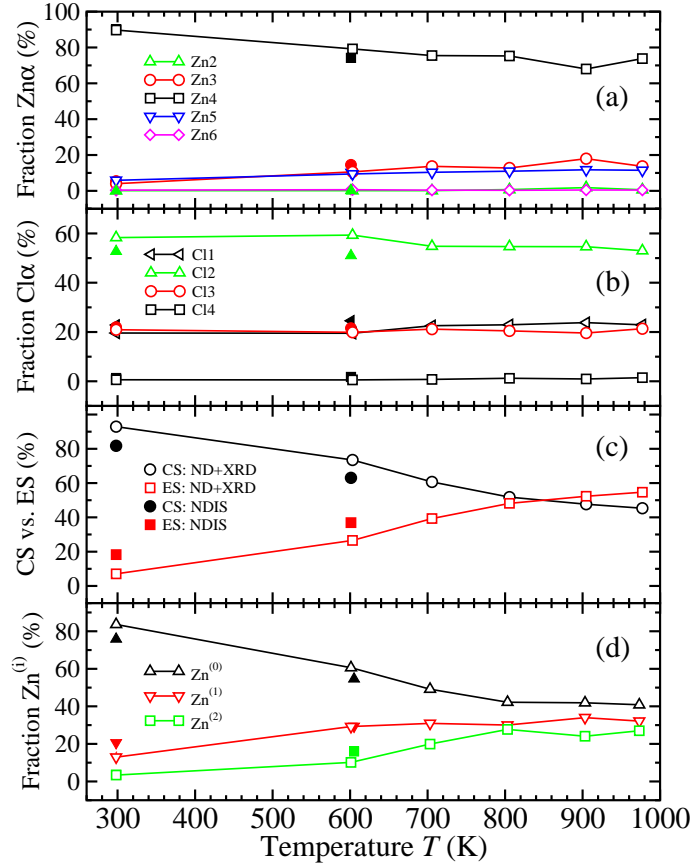 Fraction Znα (%)
100
80
60
40
20
0
Zn2
Zn3
Zn4
Zn5
Zn6
(a)
Fraction Clα (%)
60
40
20
0
Cl1
Cl2
Cl3
Cl4
(b)
CS vs. ES (%)
80
60
40
20
0
CS: ND+XRD
ES: ND+XRD
CS: NDIS
ES: NDIS
(c)
Fraction Zn(i) (%)
80
60
40
20
0
Zn(0)
Zn(1)
Zn(2)
(d)
300 400 500 600 700 800 900 1000
Temperature T (K)